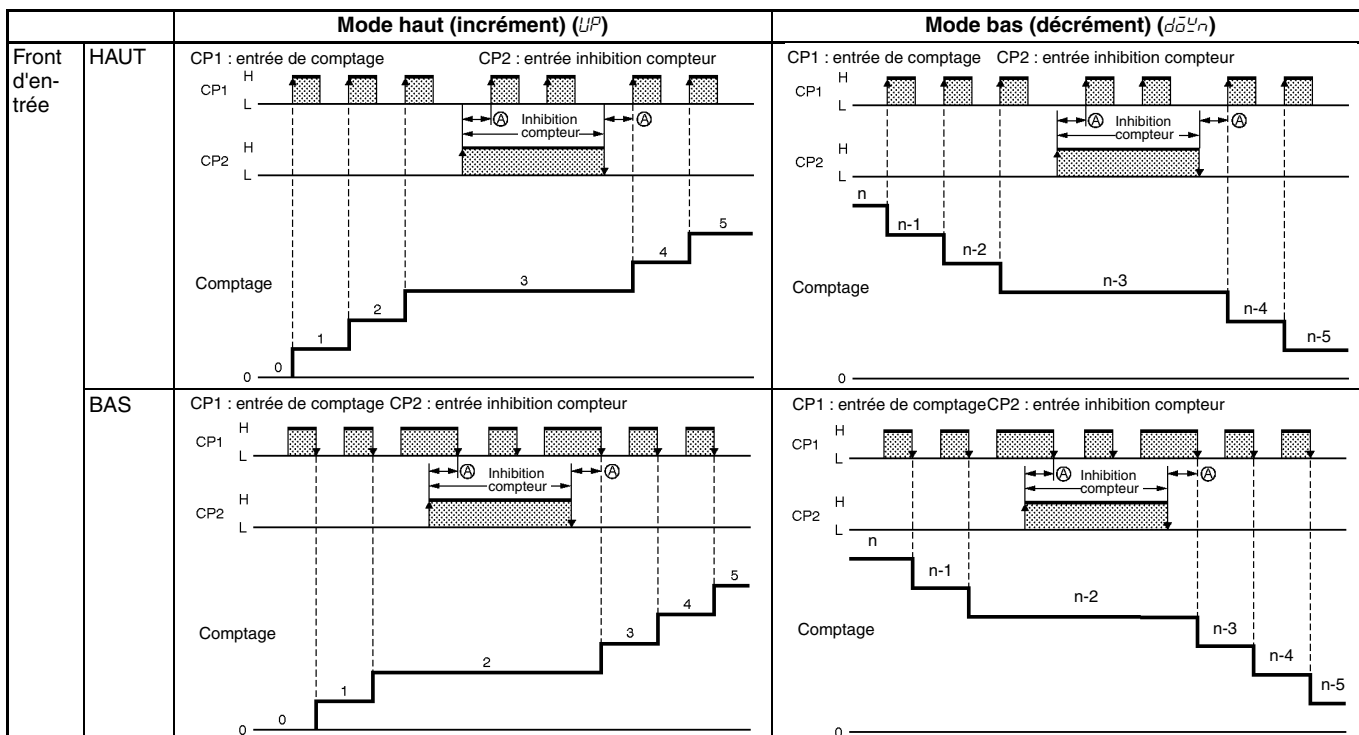 Mode haut (incrément) (UP)
Mode bas (décrément) (doYn)
Front d'en-trée
HAUT
CP1 : entrée de comptage CP2 : entrée inhibition compteur
H
CP1
L
A Inhibition A
compteur
H
CP2
L
5
4
3
Comptage
2
1
0
0
CP1 : entrée de comptage CP2 : entrée inhibition compteur
H
CP1
L
A Inhibition A
compteur
H
CP2
L
n
n-1
n-2
Comptage
n-3
n-4
n-5
0
BAS
CP1 : entrée de comptage CP2 : entrée inhibition compteur
H
CP1
L
A Inhibition A
compteur
H
CP2
L
5
4
Comptage
3
2
1
0
0
CP1 : entrée de comptageCP2 : entrée inhibition compteur
H
CP1
L
A Inhibition A
compteur
H
CP2
L
n
n-1
n-2
Comptage
n-3
n-4
n-5
0